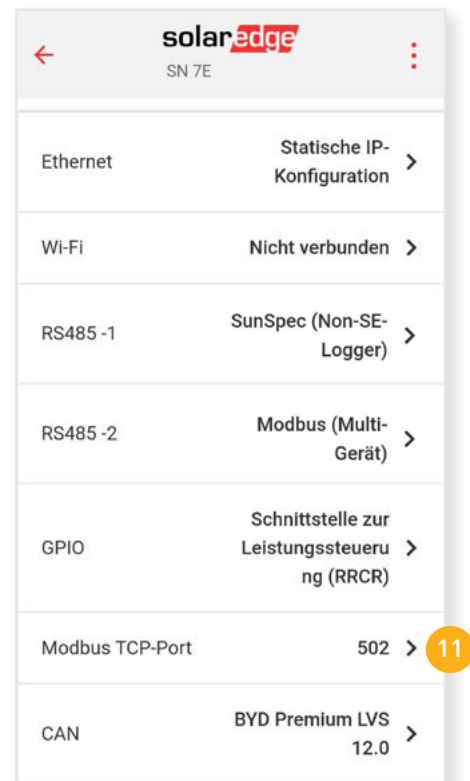 solaredge
SN 7E
Ethernet
Statische IP-
Konfiguration
Wi-Fi
Nicht verbunden
RS485 -1
SunSpec (Non-SE-
Logger)
RS485 -2
Modbus (Multi-
Gerät)
GPIO
Schnittstelle zur
Leistungssteueru
ng (RRCR)
Modbus TCP-Port
502
11
CAN
BYD Premium LVS
12.0